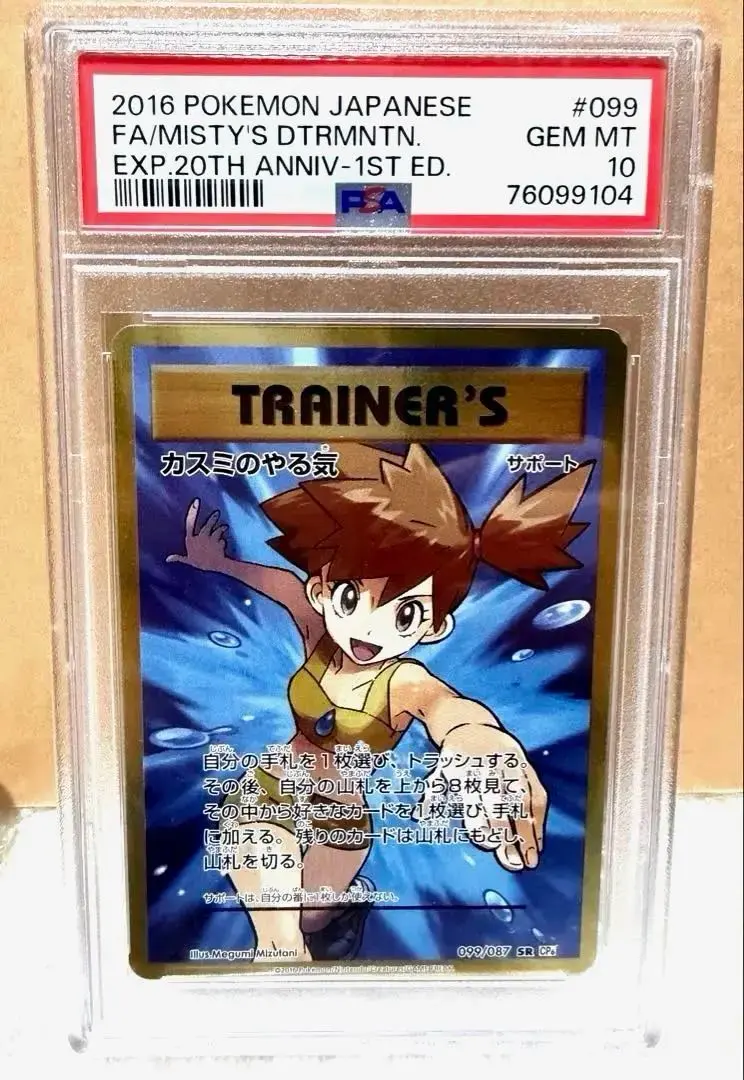 2016 POKEMON JAPANESE #099
FA/MISTY'S DTRMNTN. GEM MT
EXP.20TH ANNIV-1ST ED. 10
PSA 76099104
TRAINER'S
カスミのやる気 サポート
自分の手札を1枚選び、トラッシュする。
その後、自分の山札を上から8枚見て、
その中から好きなカードを1枚選び、手札
に加える。残りのカードは山札にもどし、
山札を切る。
サポートは、自分の番に1枚しか使えない。
Illus.Megumi Mizutani 099/087 SR CP6
©2016 Pokémon/Nintendo/Creatures/GAME FREAK